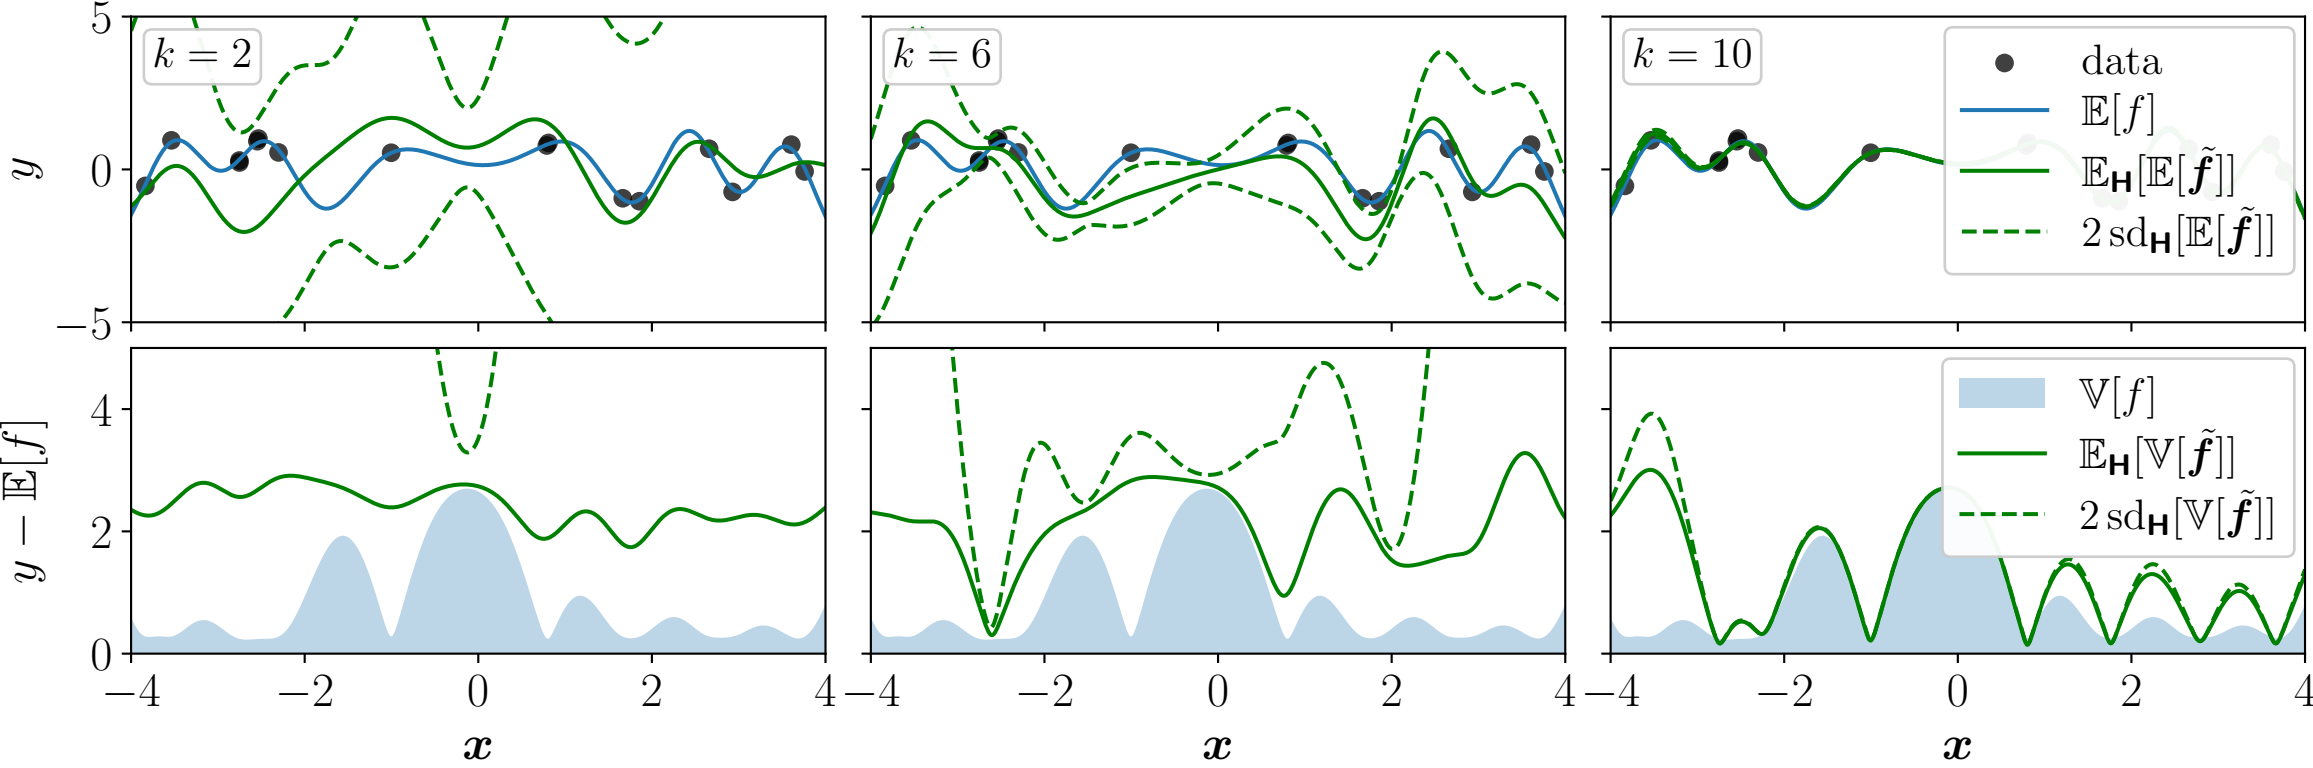 5
0
−5
y
k = 2
k = 6
k = 10
data
𝔼[f]
𝔼_𝗛[𝔼[f̃]]
2 sd_𝗛[𝔼[f̃]]
4
2
0
y − 𝔼[f]
𝕍[f]
𝔼_𝗛[𝕍[f̃]]
2 sd_𝗛[𝕍[f̃]]
−4 −2 0 2 4
−4 −2 0 2 4
−4 −2 0 2 4
x
x
x